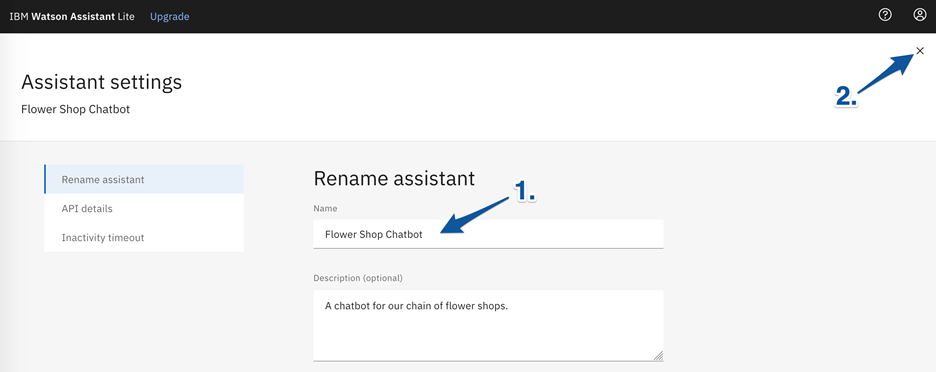 IBM Watson Assistant Lite Upgrade
Assistant settings
Flower Shop Chatbot
2.
Rename assistant
API details
Inactivity timeout
Rename assistant
1.
Name
Flower Shop Chatbot
Description (optional)
A chatbot for our chain of flower shops.